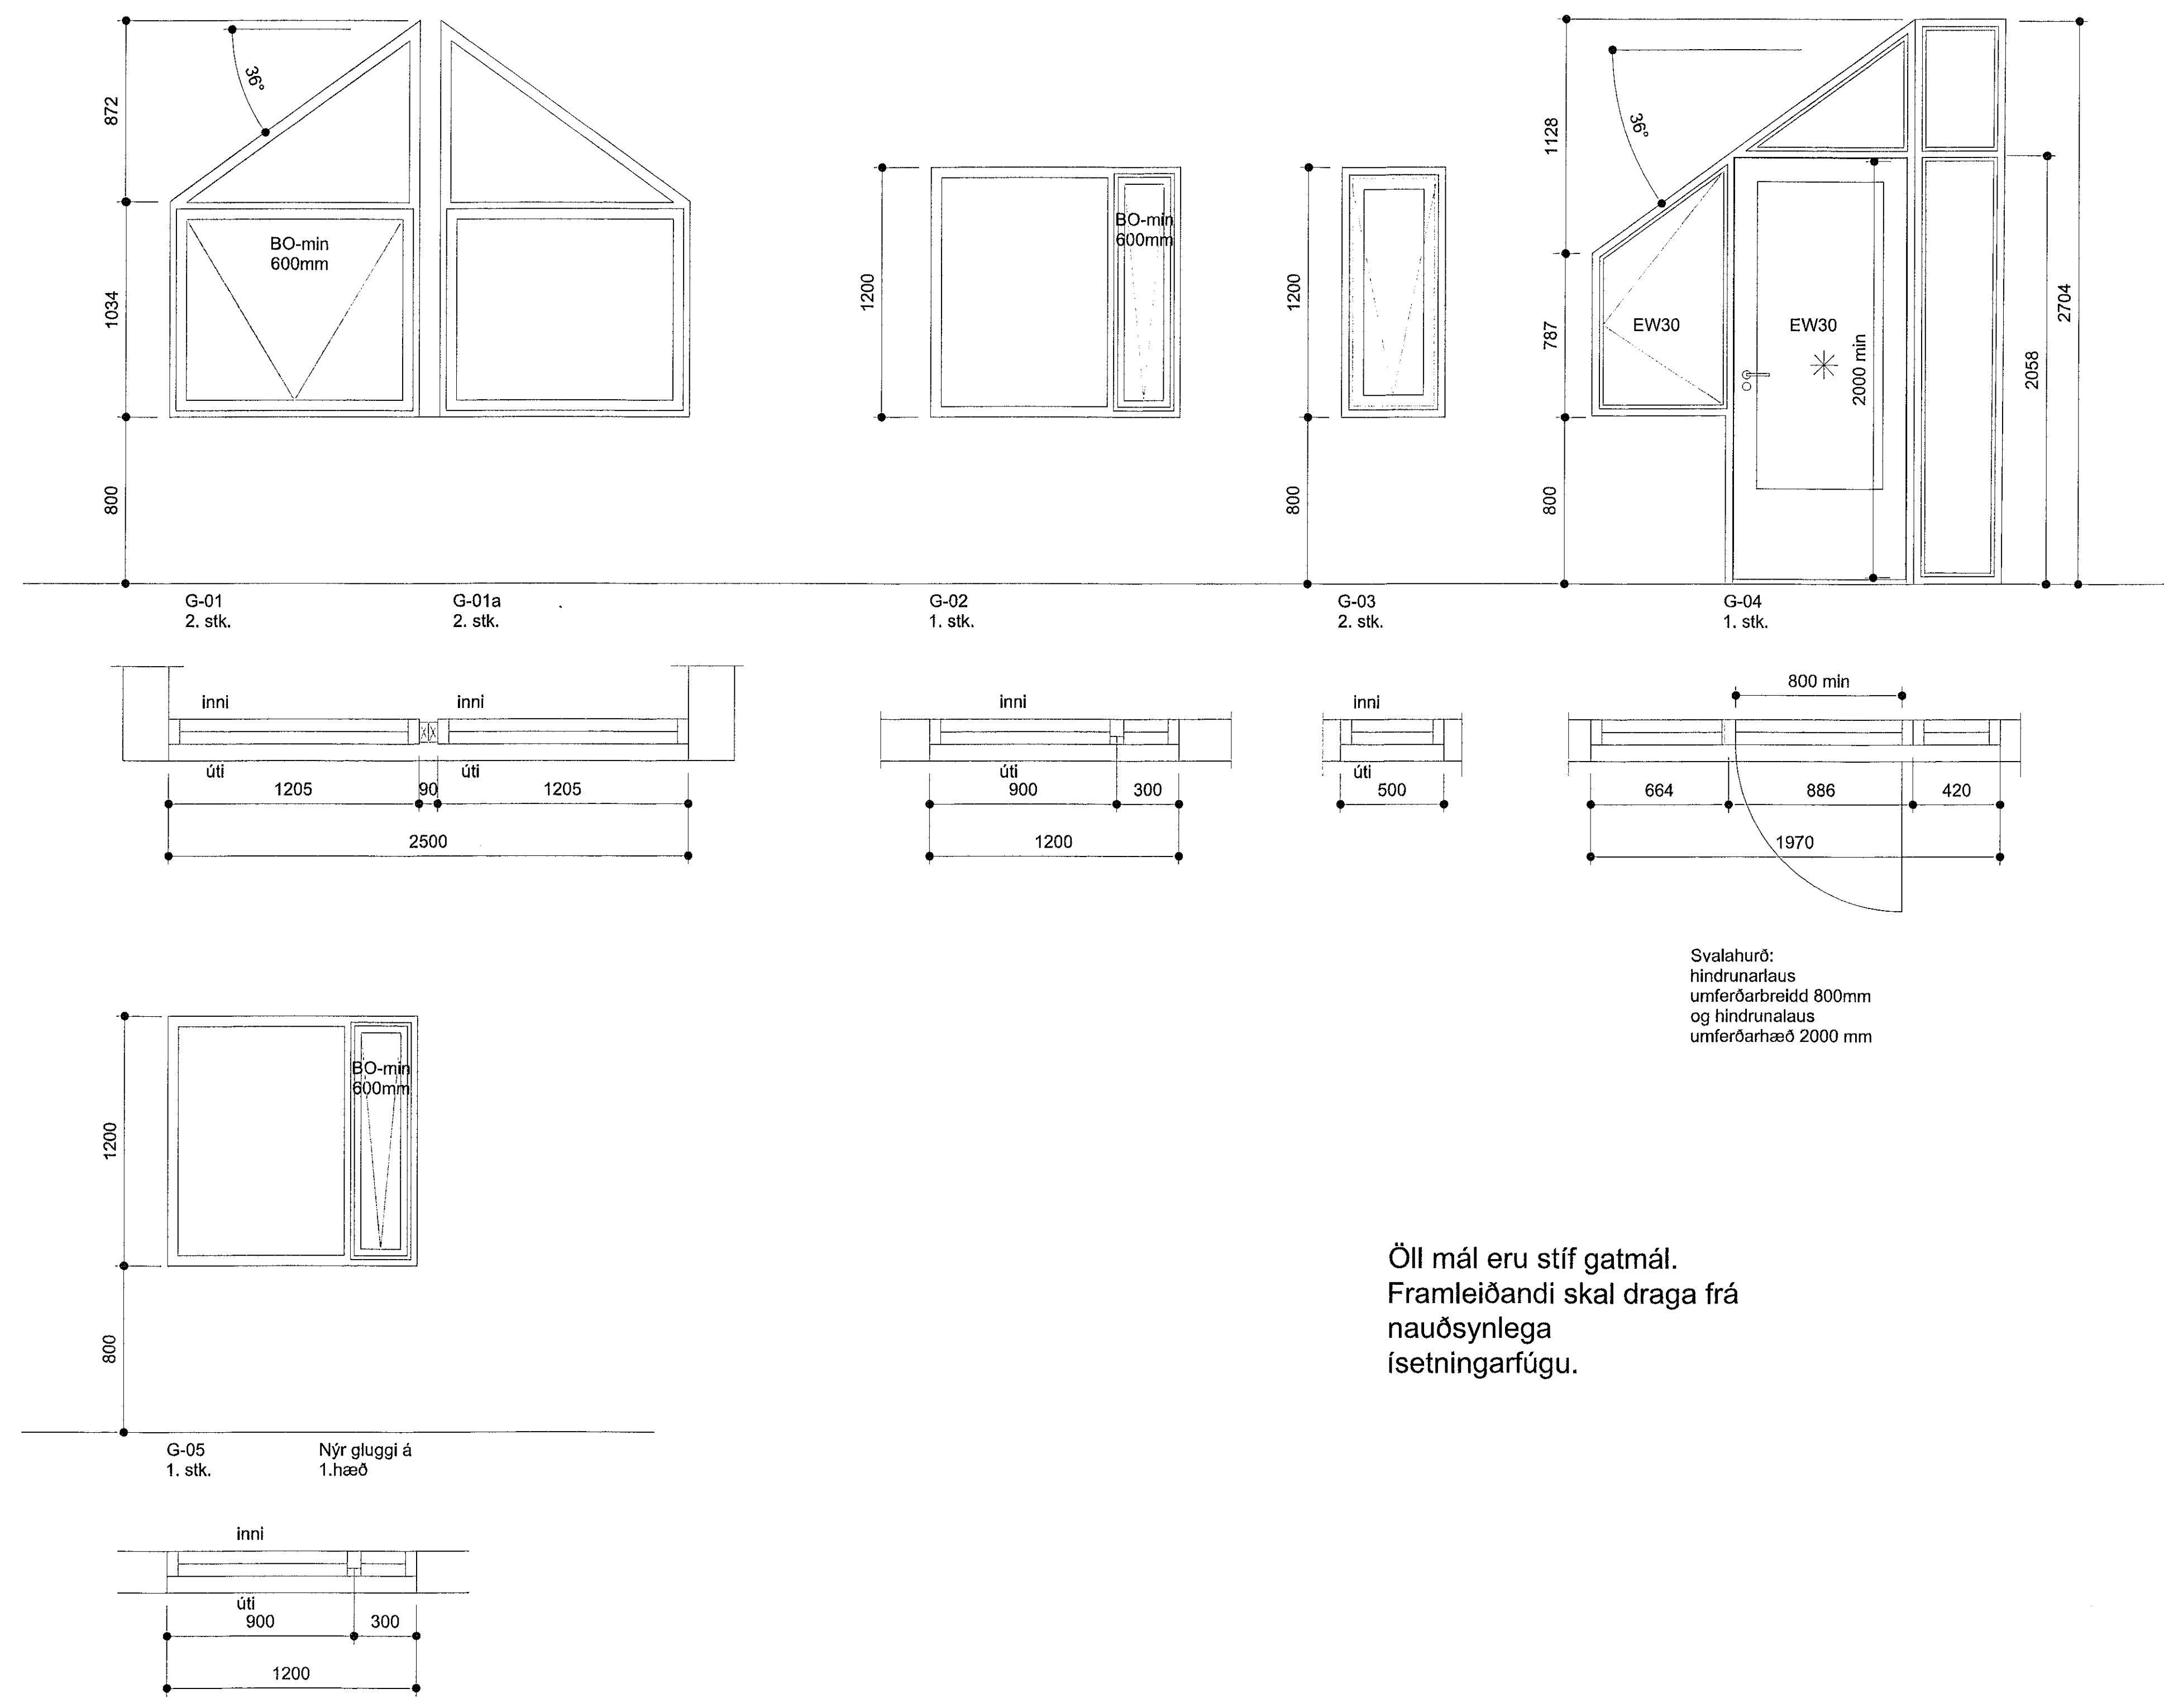 872
1034
800
36°
BO-min
600mm
1200
BO-min
600mm
1200
800
1128
787
800
36°
EW30
EW30
2000 min
2058
2704
G-01
2. stk.
G-01a
2. stk.
G-02
1. stk.
G-03
2. stk.
G-04
1. stk.
inni
inni
úti
úti
1205
90
1205
2500
inni
úti
900
300
1200
inni
úti
500
800 min
664
886
420
1970
Svalahurð:
hindrunarlaus
umferðarbreidd 800mm
og hindrunalaus
umferðarhæð 2000 mm
1200
800
BO-min
600mm
G-05
1. stk.
Nýr gluggi á
1.hæð
inni
úti
900
300
1200
Öll mál eru stíf gatmál.
Framleiðandi skal draga frá
nauðsynlega
ísetningarfúgu.